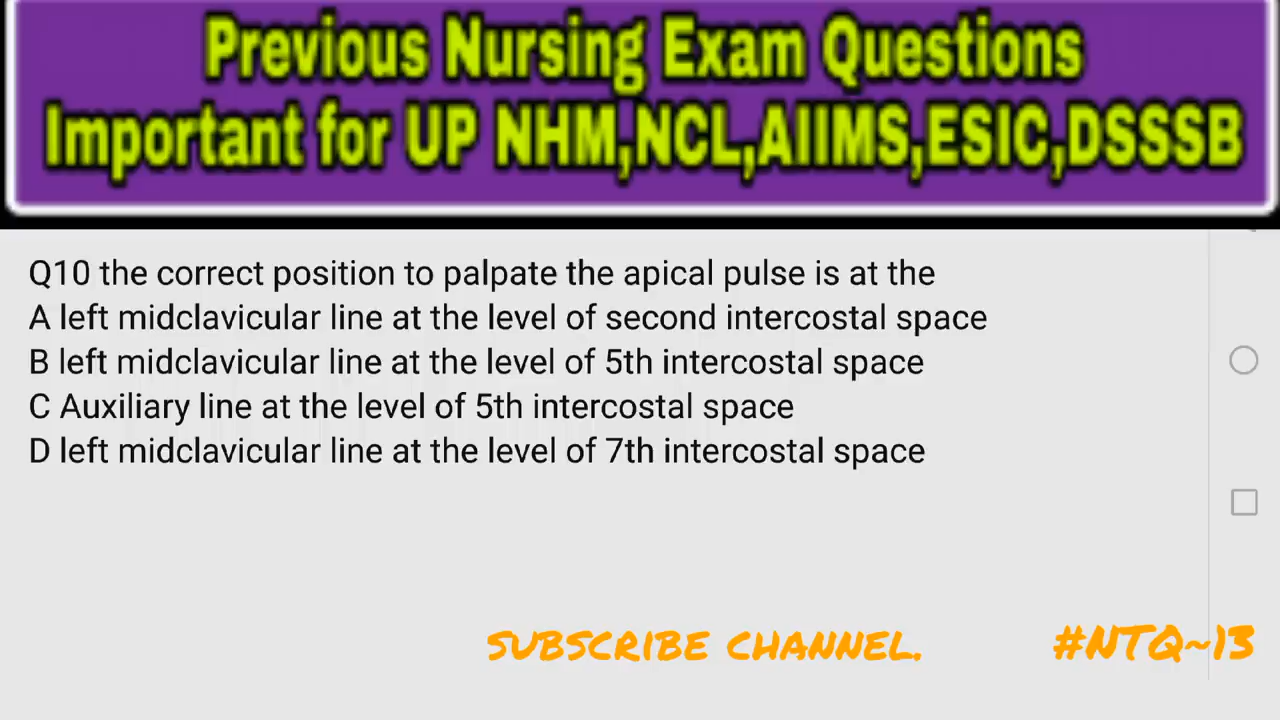 Previous Nursing Exam Questions
Important for UP NHM,NCL,AIIMS,ESIC,DSSSB
Q10 the correct position to palpate the apical pulse is at the
A left midclavicular line at the level of second intercostal space
B left midclavicular line at the level of 5th intercostal space
C Auxiliary line at the level of 5th intercostal space
D left midclavicular line at the level of 7th intercostal space
SUBSCRIBE CHANNEL. #NTQ~13